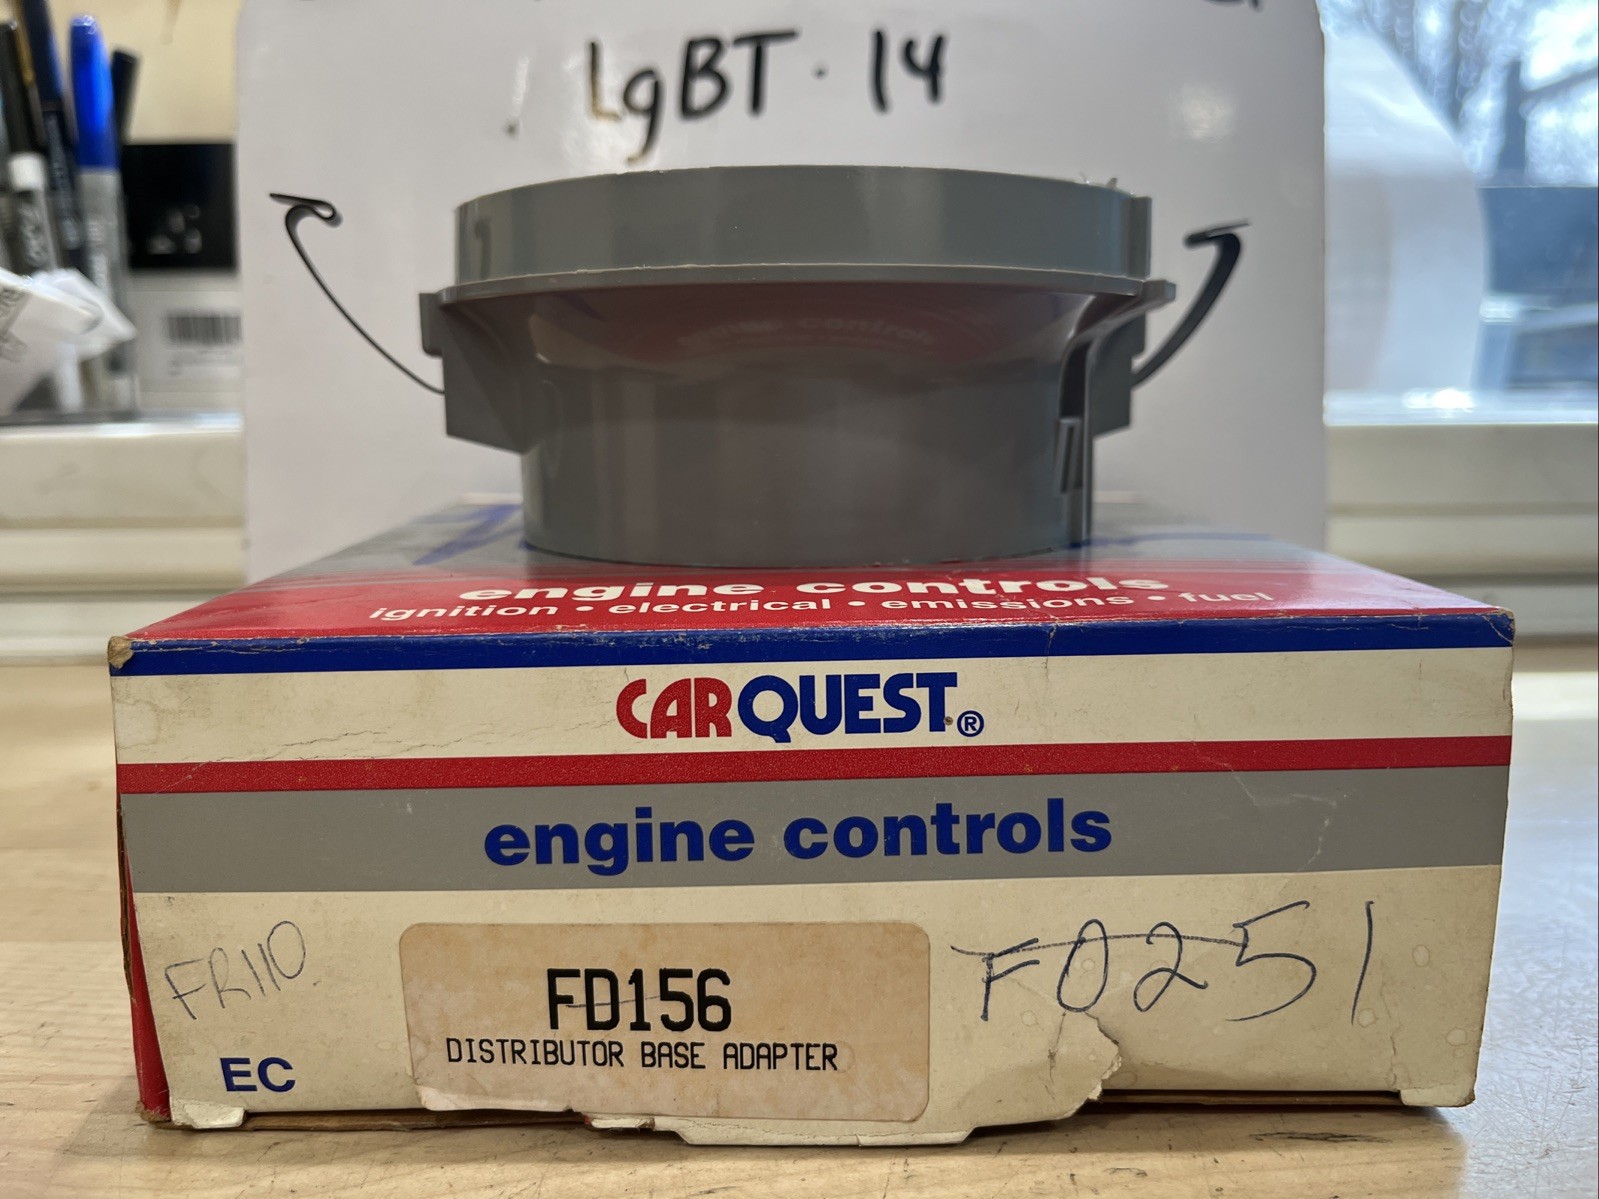 LgBT · 14
engine controls
ignition • electrical • emissions • fuel
CARQUEST®
engine controls
FR110
FD156
DISTRIBUTOR BASE ADAPTER
F0251
EC